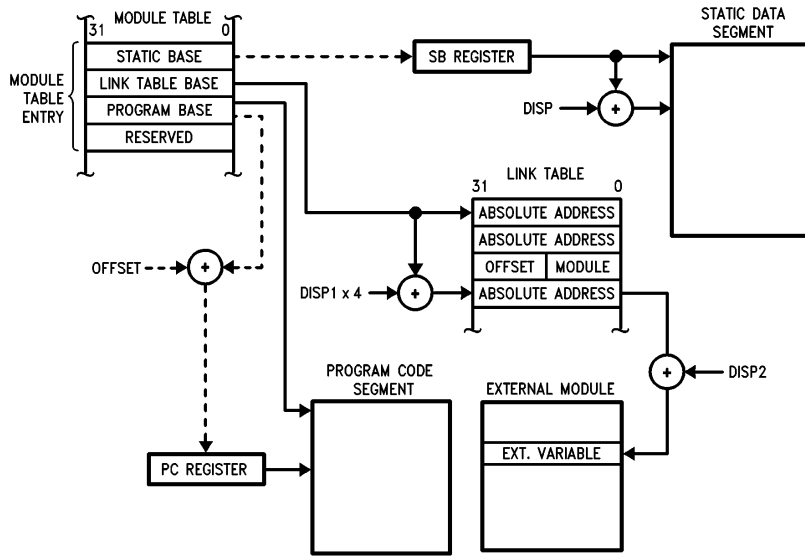 MODULE TABLE
31 0
STATIC BASE
LINK TABLE BASE
PROGRAM BASE
RESERVED
MODULE
TABLE
ENTRY
SB REGISTER
STATIC DATA
SEGMENT
DISP
+
LINK TABLE
31 0
ABSOLUTE ADDRESS
ABSOLUTE ADDRESS
OFFSET MODULE
ABSOLUTE ADDRESS
OFFSET
+
DISP1 x 4
+
+
DISP2
PROGRAM CODE
SEGMENT
EXTERNAL MODULE
EXT. VARIABLE
PC REGISTER